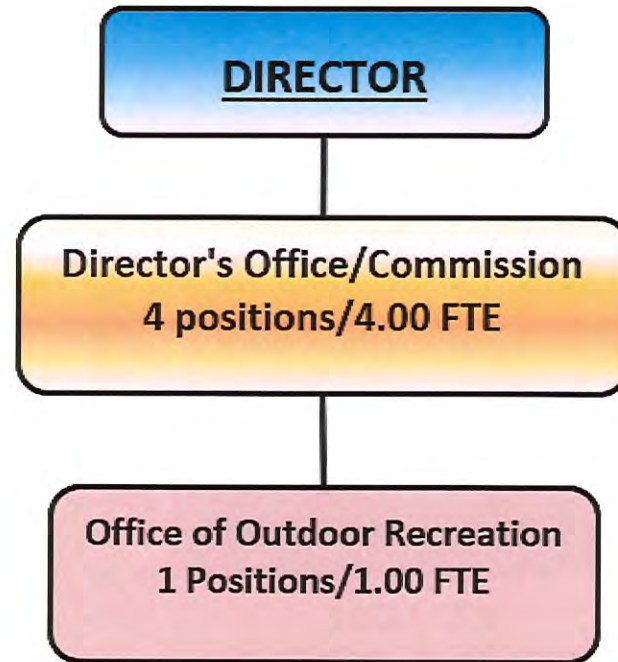 DIRECTOR
Director's Office/Commission
4 positions/4.00 FTE
Office of Outdoor Recreation
1 Positions/1.00 FTE